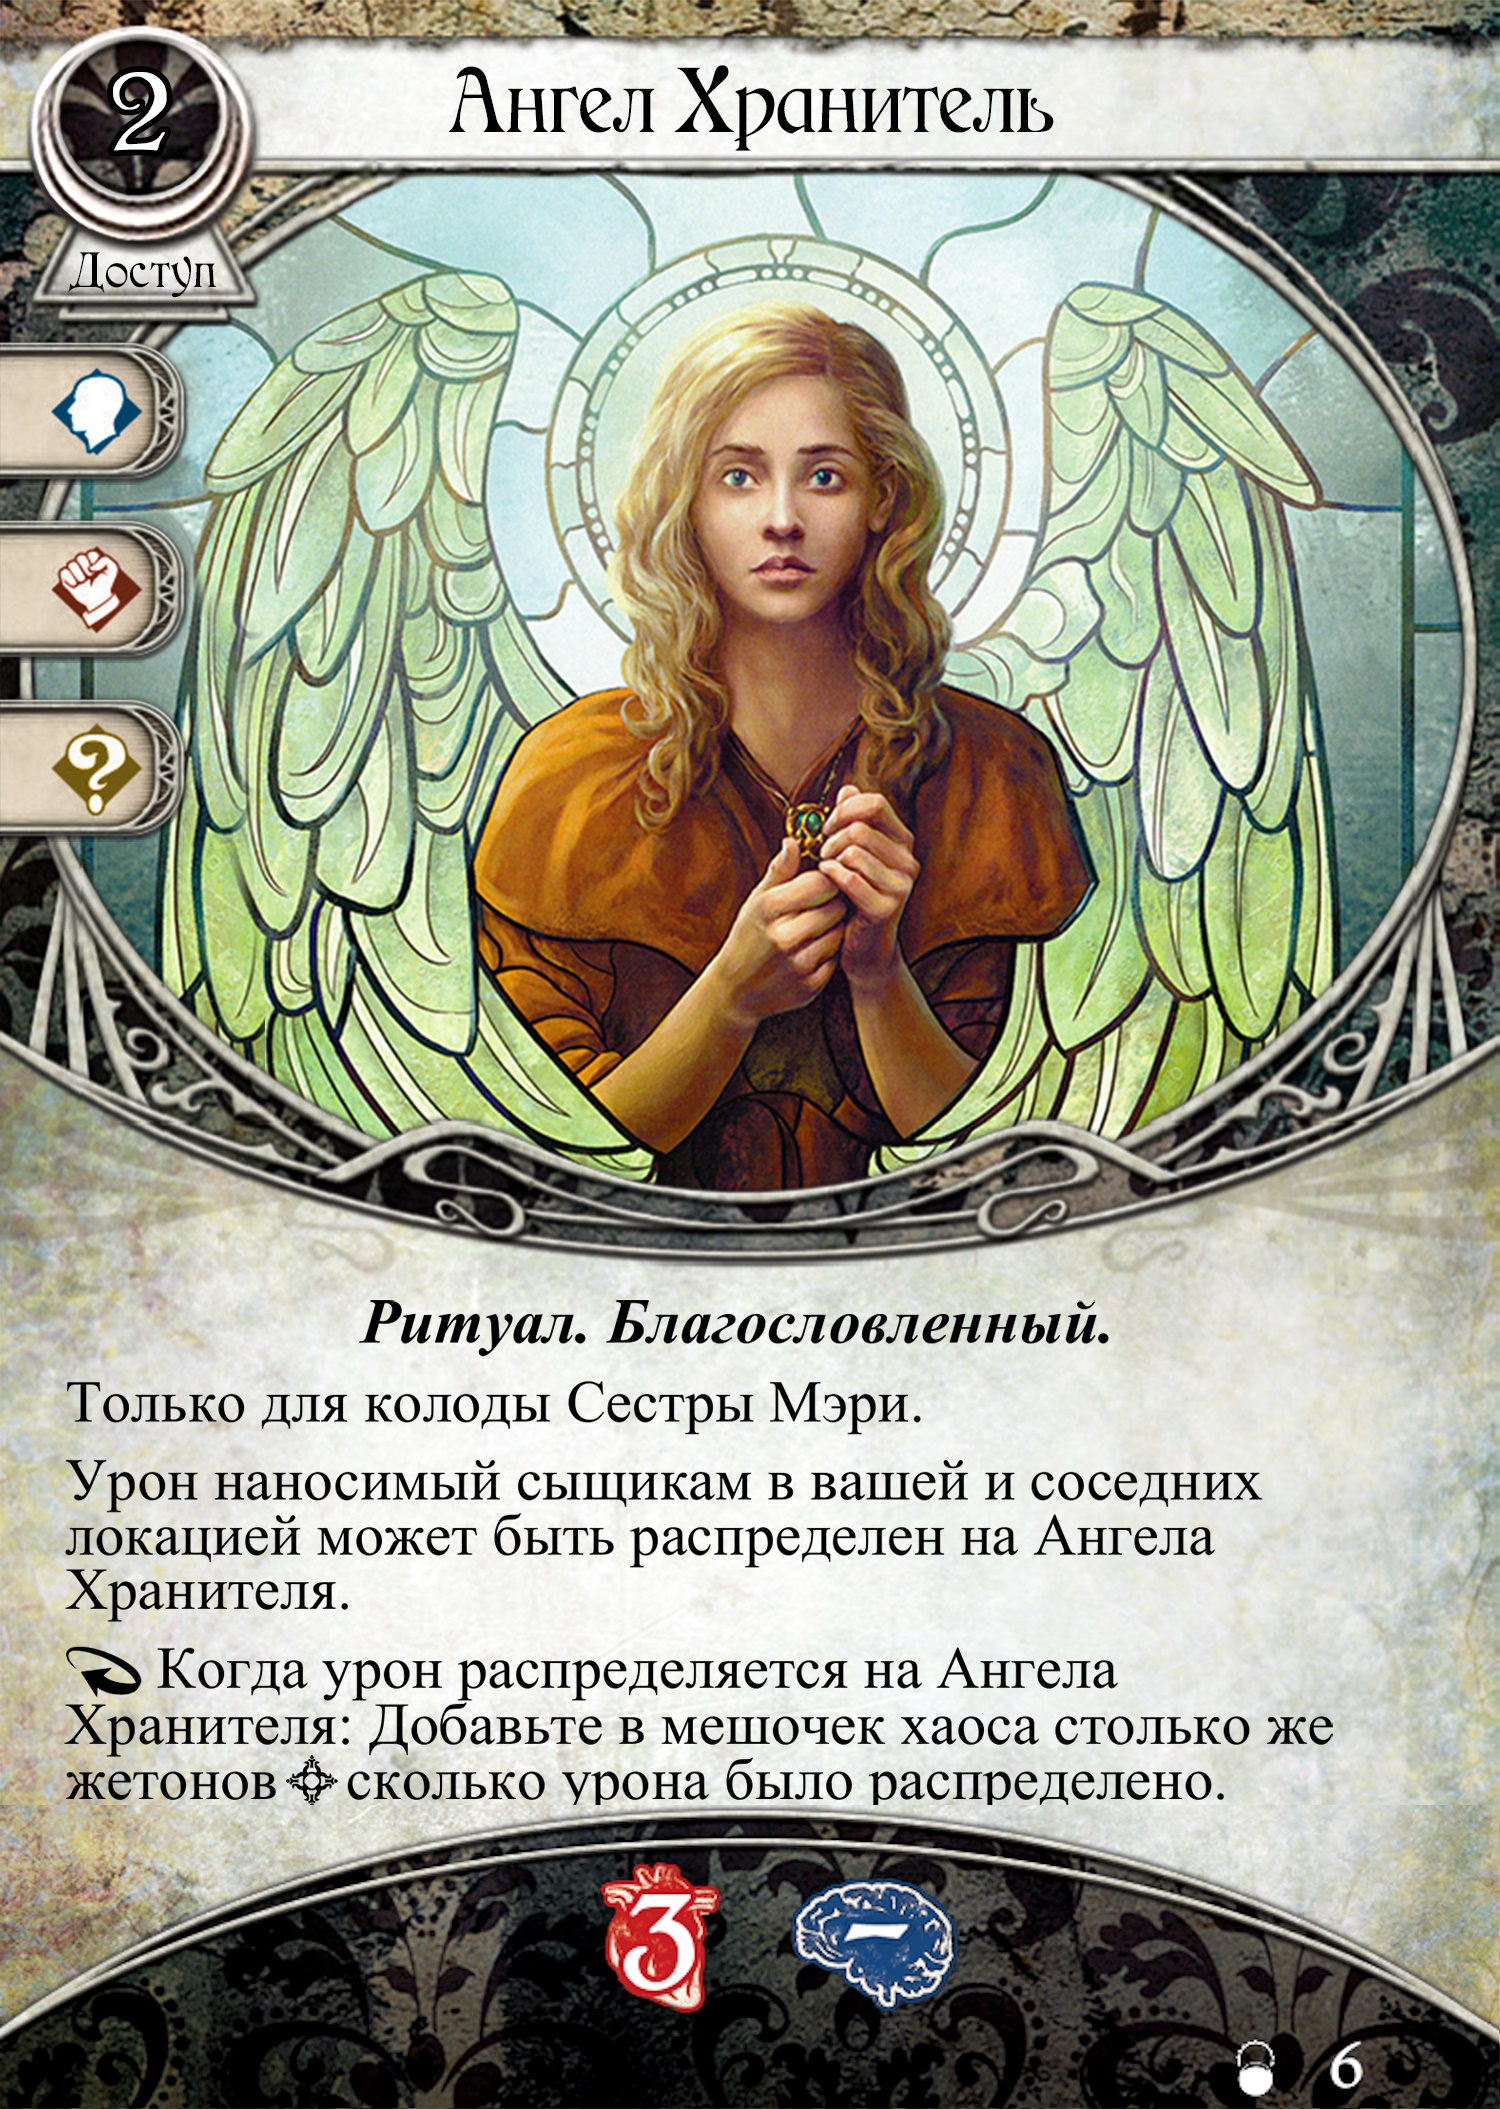 2
Ангел Хранитель
Доступ
Ритуал. Благословленный.
Только для колоды Сестры Мэри.
Урон наносимый сыщикам в вашей и соседних
локацией может быть распределен на Ангела
Хранителя.
Когда урон распределяется на Ангела
Хранителя: Добавьте в мешочек хаоса столько же
жетонов сколько урона было распределено.
3 -
6